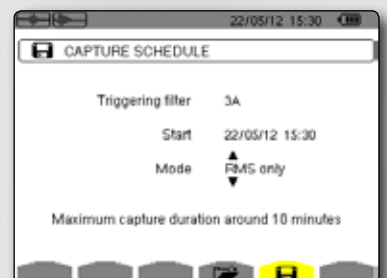 22/05/12 15:30
CAPTURE SCHEDULE
Triggering filter 3A
Start 22/05/12 15:30
Mode RMS only
Maximum capture duration around 10 minutes